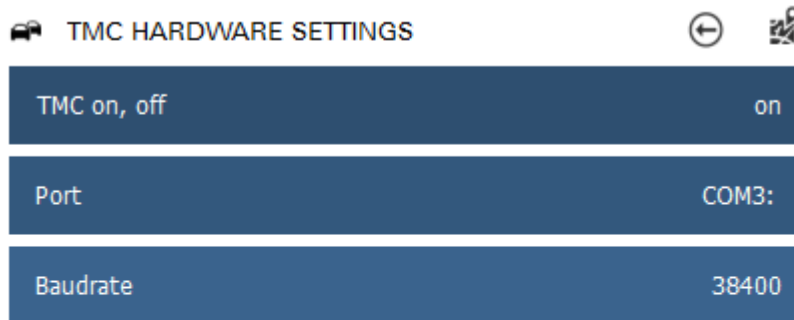 TMC HARDWARE SETTINGS
TMC on, off on
Port COM3:
Baudrate 38400